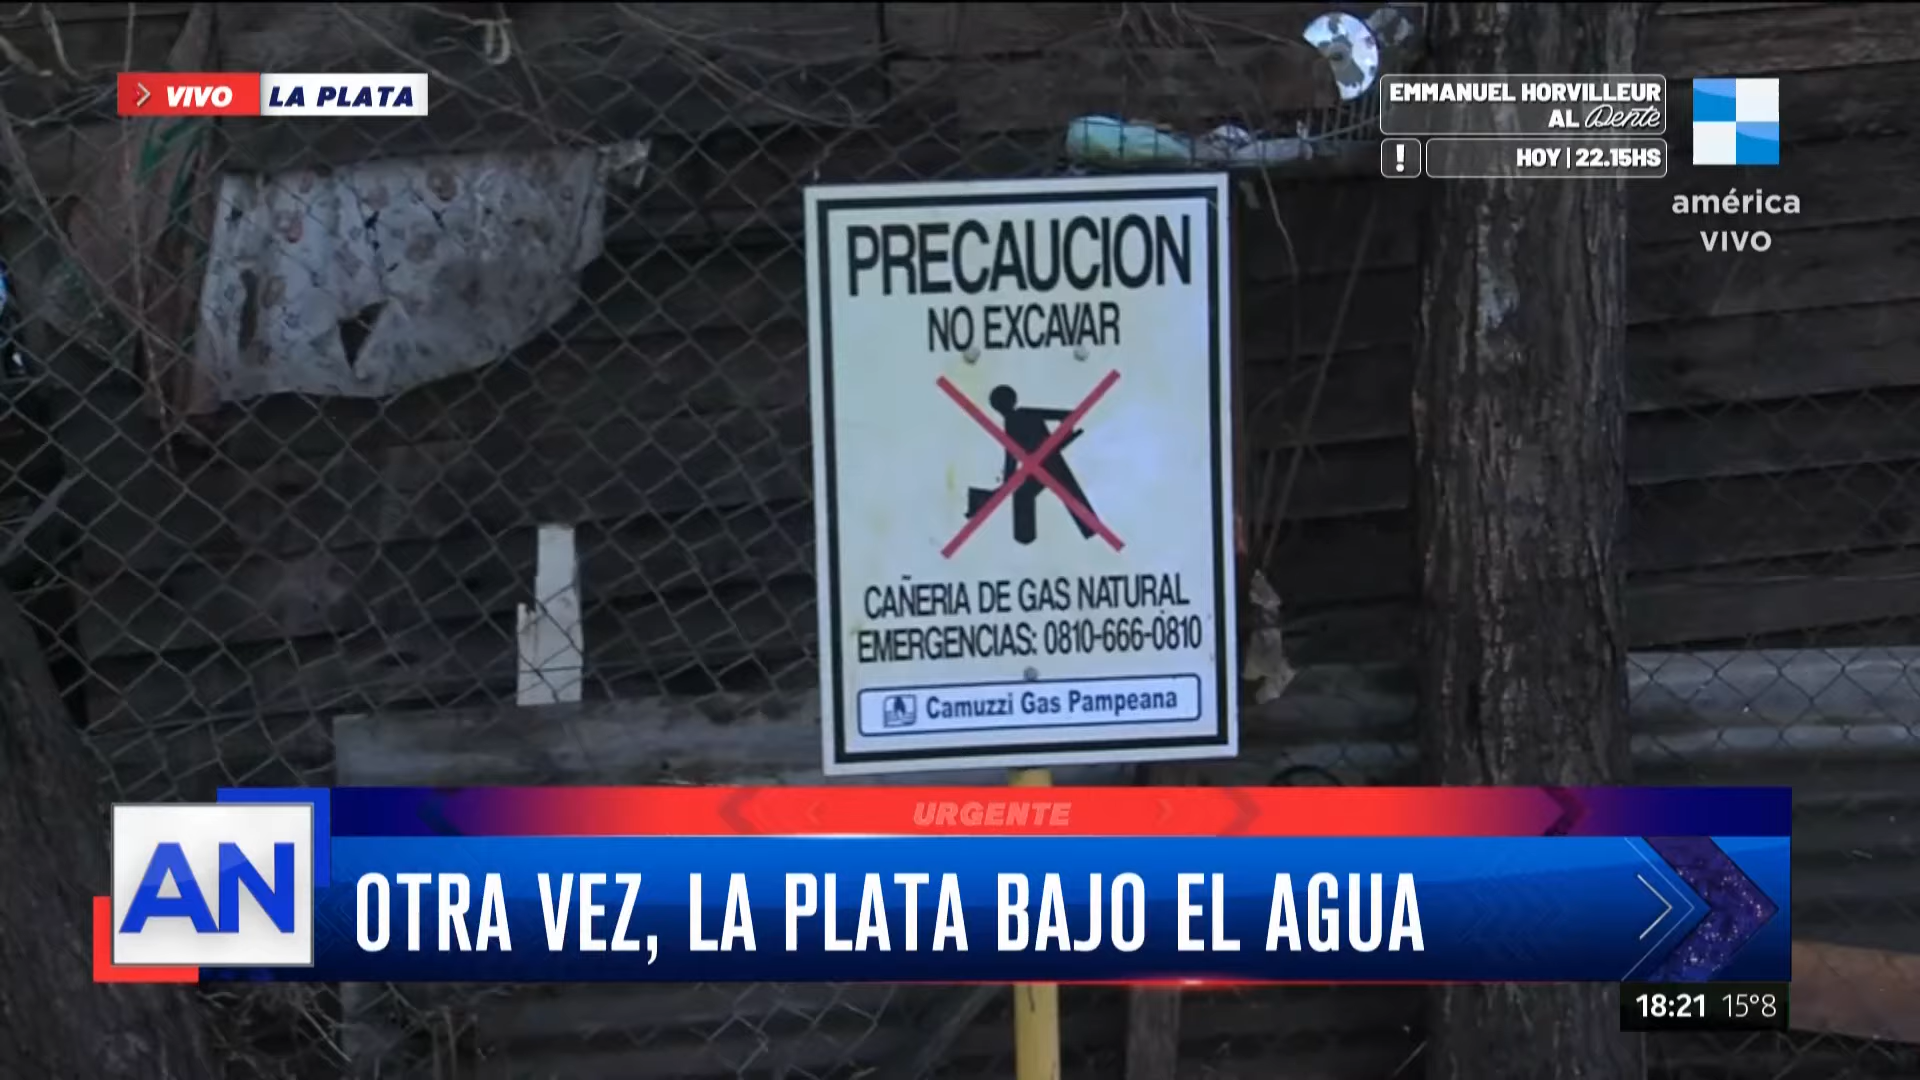 VIVO LA PLATA
EMMANUEL HORVILLEUR
AL Dente
! HOY | 22.15HS
américa
VIVO
PRECAUCION
NO EXCAVAR
CAÑERIA DE GAS NATURAL
EMERGENCIAS: 0810-666-0810
Camuzzi Gas Pampeana
URGENTE
AN
OTRA VEZ, LA PLATA BAJO EL AGUA
18:21 15°8